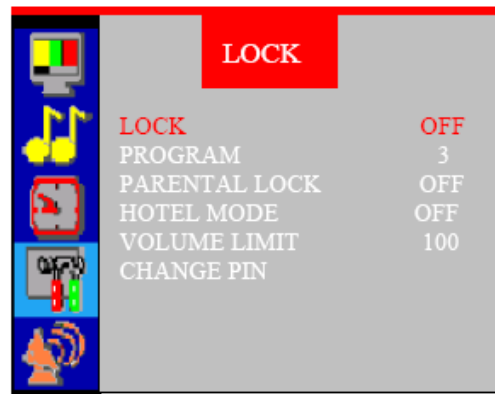 LOCK
LOCK OFF
PROGRAM 3
PARENTAL LOCK OFF
HOTEL MODE OFF
VOLUME LIMIT 100
CHANGE PIN